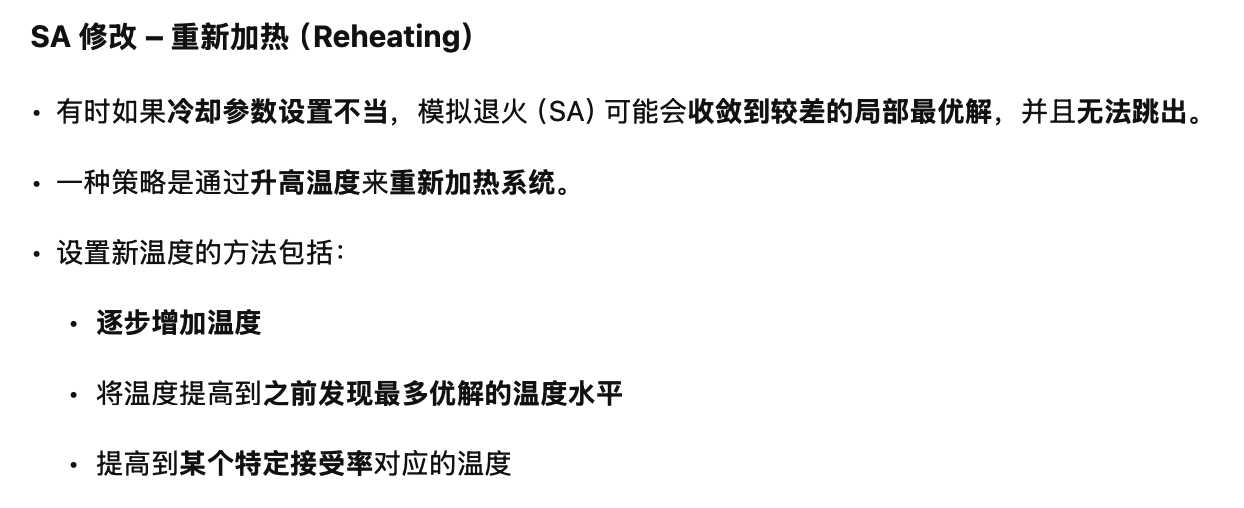 SA 修改 – 重新加热（Reheating）
• 有时如果冷却参数设置不当，模拟退火（SA）可能会收敛到较差的局部最优解，并且无法跳出。
• 一种策略是通过升高温度来重新加热系统。
• 设置新温度的方法包括：
• 逐步增加温度
• 将温度提高到之前发现最多优解的温度水平
• 提高到某个特定接受率对应的温度